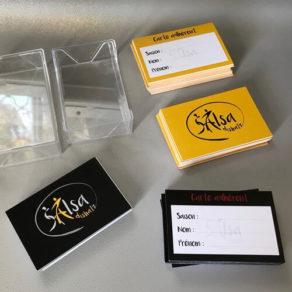 Carte adhérent
Saison :
Nom :
Prénom :
sAlsa
sAlsa
Carte adhérent
Saison :
Nom :
Prénom :